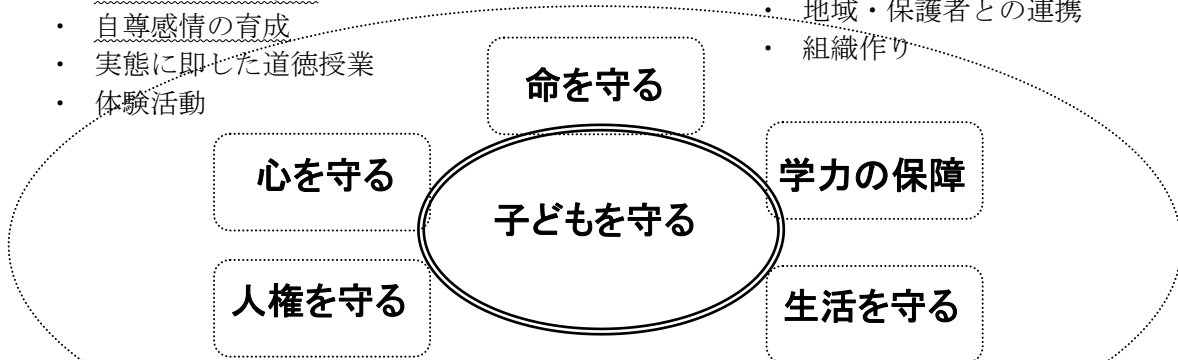 ・ 自尊感情の育成
・ 実態に即した道徳授業
・ 体験活動
・ 地域・保護者との連携
・ 組織作り
命を守る
心を守る
学力の保障
子どもを守る
人権を守る
生活を守る